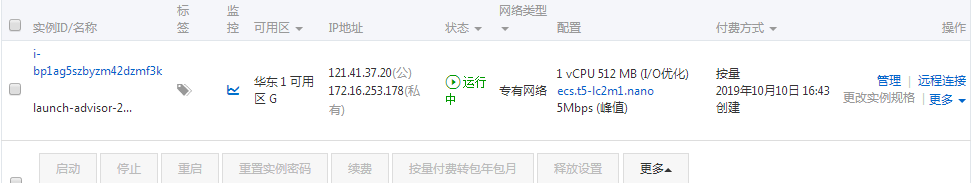 实例ID/名称
标签
监控
可用区
IP地址
状态
网络类型
配置
付费方式
操作
i-
bp1ag5szbyzm42dzmf3k
launch-advisor-2...
华东 1 可用
区 G
121.41.37.20(公)
172.16.253.178(私
有)
运行
中
专有网络
1 vCPU 512 MB (I/O优化)
ecs.t5-lc2m1.nano
5Mbps (峰值)
按量
2019年10月10日 16:43
创建
管理 | 远程连接
更改实例规格 | 更多
启动 停止 重启 重置实例密码 续费 按量付费转包年包月 释放设置 更多